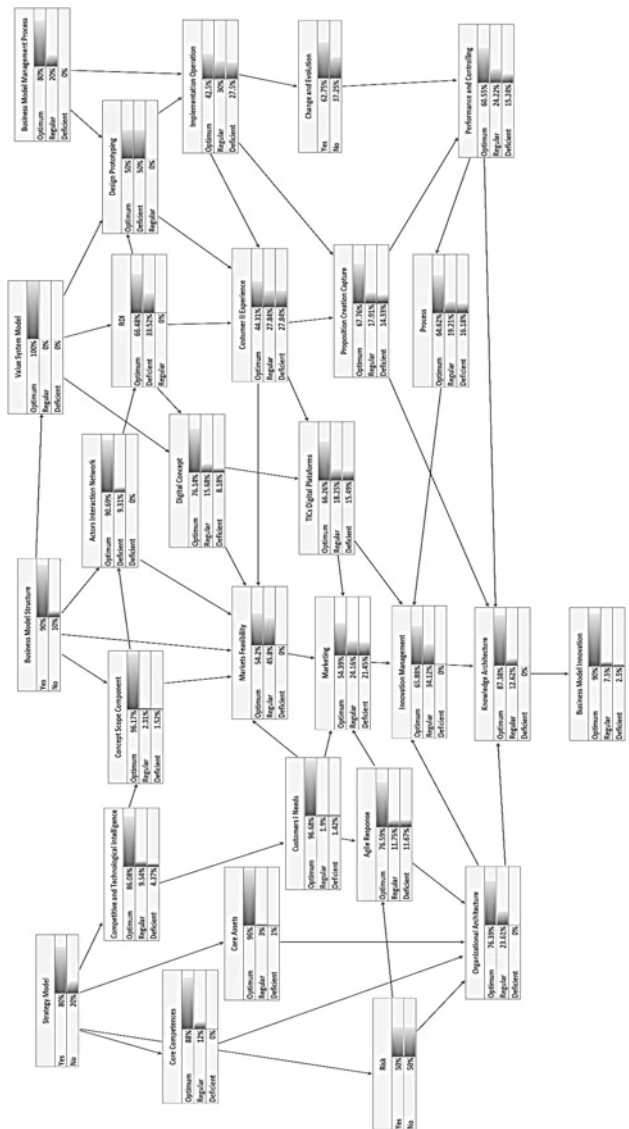 Strategy Model
Yes 80%
No 20%
Business Model Structure
Yes 90%
No 10%
Value System Model
Optimum 100%
Regular 0%
Deficient 0%
Business Model Management Process
Optimum 80%
Regular 20%
Deficient 0%
Competitive and Technological Intelligence
Optimum 86.08%
Regular 9.54%
Deficient 4.37%
Concept Scope Component
Optimum 96.17%
Regular 2.31%
Deficient 1.52%
Actors Interaction Network
Optimum 90.69%
Deficient 9.31%
Deficient 0%
RDI
Optimum 66.48%
Deficient 33.52%
Regular 0%
Design Prototyping
Optimum 50%
Deficient 50%
Regular 0%
Core Competences
Optimum 88%
Regular 12%
Deficient 0%
Core Assets
Optimum 96%
Regular 3%
Deficient 1%
Digital Concept
Optimum 76.14%
Regular 15.68%
Deficient 8.18%
Implementation Operation
Optimum 42.5%
Regular 30%
Deficient 27.5%
Customers I Needs
Optimum 96.68%
Regular 1.9%
Deficient 1.42%
Markets Feasibility
Optimum 54.2%
Regular 45.8%
Deficient 0%
Costumer II Experience
Optimum 44.31%
Regular 27.84%
Deficient 27.84%
Change and Evolution
Yes 62.75%
No 37.25%
Risk
Yes 50%
No 50%
Agile Response
Optimum 76.59%
Regular 11.75%
Deficient 11.67%
Marketing
Optimum 54.39%
Regular 24.16%
Deficient 21.45%
TICs Digital Plataforms
Optimum 66.26%
Regular 18.25%
Deficient 15.49%
Proposition Creation Capture
Optimum 67.76%
Regular 17.91%
Deficient 14.33%
Organizational Architecture
Optimum 76.39%
Regular 23.61%
Deficient 0%
Innovation Management
Optimum 65.88%
Regular 34.12%
Deficient 0%
Process
Optimum 64.62%
Regular 19.21%
Deficient 16.18%
Performance and Controlling
Optimum 60.55%
Regular 24.22%
Deficient 15.24%
Knowledge Architecture
Optimum 87.38%
Regular 12.62%
Deficient 0%
Business Model Innovation
Optimum 90%
Regular 7.5%
Deficient 2.5%